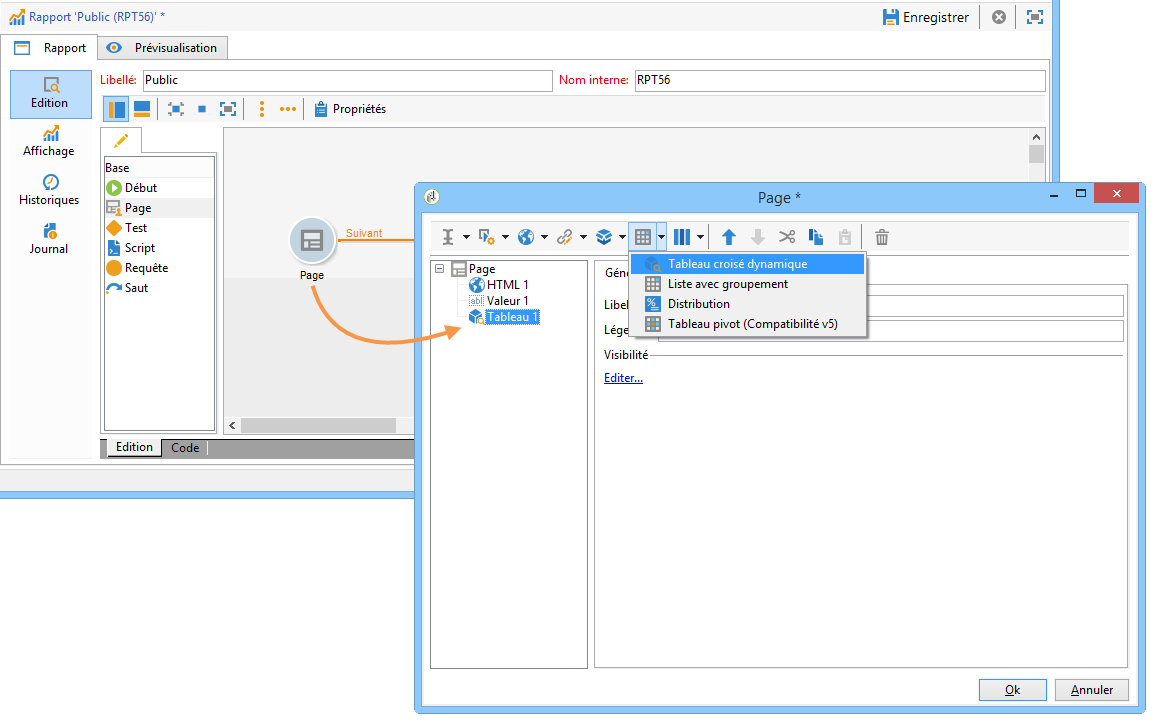 Rapport 'Public (RPT56)' *
Enregistrer
Rapport
Prévisualisation
Edition
Affichage
Historiques
Journal
Libellé: Public
Nom interne: RPT56
Propriétés
Base
Début
Page
Test
Script
Requête
Saut
Suivant
Page
Edition
Code
Page *
Page
HTML 1
ab
Valeur 1
Tableau 1
Tableau croisé dynamique
Liste avec groupement
Distribution
Tableau pivot (Compatibilité v5)
Géné
Libel
Lége
Visibilité
Editer...
Ok
Annuler